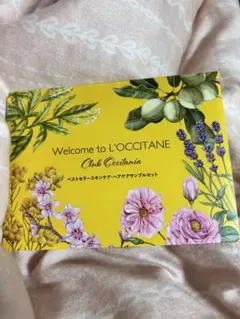 Welcome to L'OCCITANE
Club Occitania
ベストセラースキンケア・ヘアケアサンプルセット